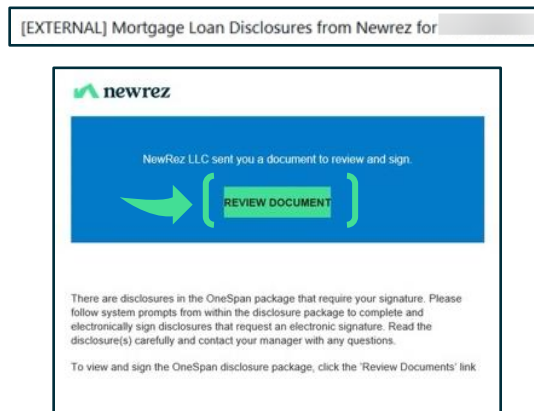 [EXTERNAL] Mortgage Loan Disclosures from Newrez for
newrez
NewRez LLC sent you a document to review and sign.
REVIEW DOCUMENT
There are disclosures in the OneSpan package that require your signature. Please
follow system prompts from within the disclosure package to complete and
electronically sign disclosures that request an electronic signature. Read the
disclosure(s) carefully and contact your manager with any questions.
To view and sign the OneSpan disclosure package, click the 'Review Documents' link